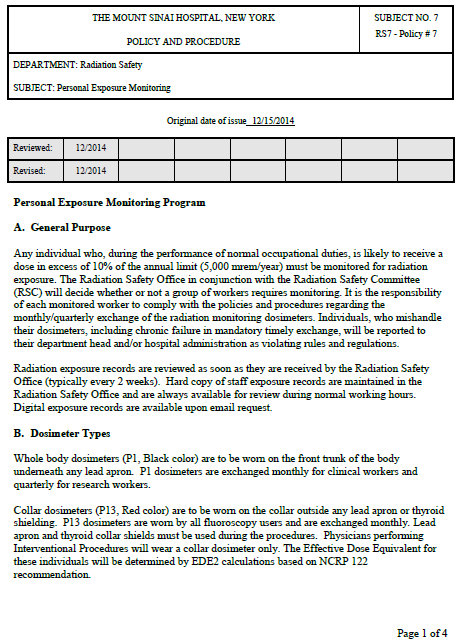 THE MOUNT SINAI HOSPITAL, NEW YORK
POLICY AND PROCEDURE
SUBJECT NO. 7
RS7 - Policy # 7
DEPARTMENT: Radiation Safety
SUBJECT: Personal Exposure Monitoring
Original date of issue 12/15/2014
Reviewed: 12/2014
Revised: 12/2014
Personal Exposure Monitoring Program
A. General Purpose
Any individual who, during the performance of normal occupational duties, is likely to receive a
dose in excess of 10% of the annual limit (5,000 mrem/year) must be monitored for radiation
exposure. The Radiation Safety Office in conjunction with the Radiation Safety Committee
(RSC) will decide whether or not a group of workers requires monitoring. It is the responsibility
of each monitored worker to comply with the policies and procedures regarding the
monthly/quarterly exchange of the radiation monitoring dosimeters. Individuals, who mishandle
their dosimeters, including chronic failure in mandatory timely exchange, will be reported to
their department head and/or hospital administration as violating rules and regulations.
Radiation exposure records are reviewed as soon as they are received by the Radiation Safety
Office (typically every 2 weeks). Hard copy of staff exposure records are maintained in the
Radiation Safety Office and are always available for review during normal working hours.
Digital exposure records are available upon email request.
B. Dosimeter Types
Whole body dosimeters (P1, Black color) are to be worn on the front trunk of the body
underneath any lead apron. P1 dosimeters are exchanged monthly for clinical workers and
quarterly for research workers.
Collar dosimeters (P13, Red color) are to be worn on the collar outside any lead apron or thyroid
shielding. P13 dosimeters are worn by all fluoroscopy users and are exchanged monthly. Lead
apron and thyroid collar shields must be used during the procedures. Physicians performing
Interventional Procedures will wear a collar dosimeter only. The Effective Dose Equivalent for
these individuals will be determined by EDE2 calculations based on NCRP 122
recommendation.
Page 1 of 4